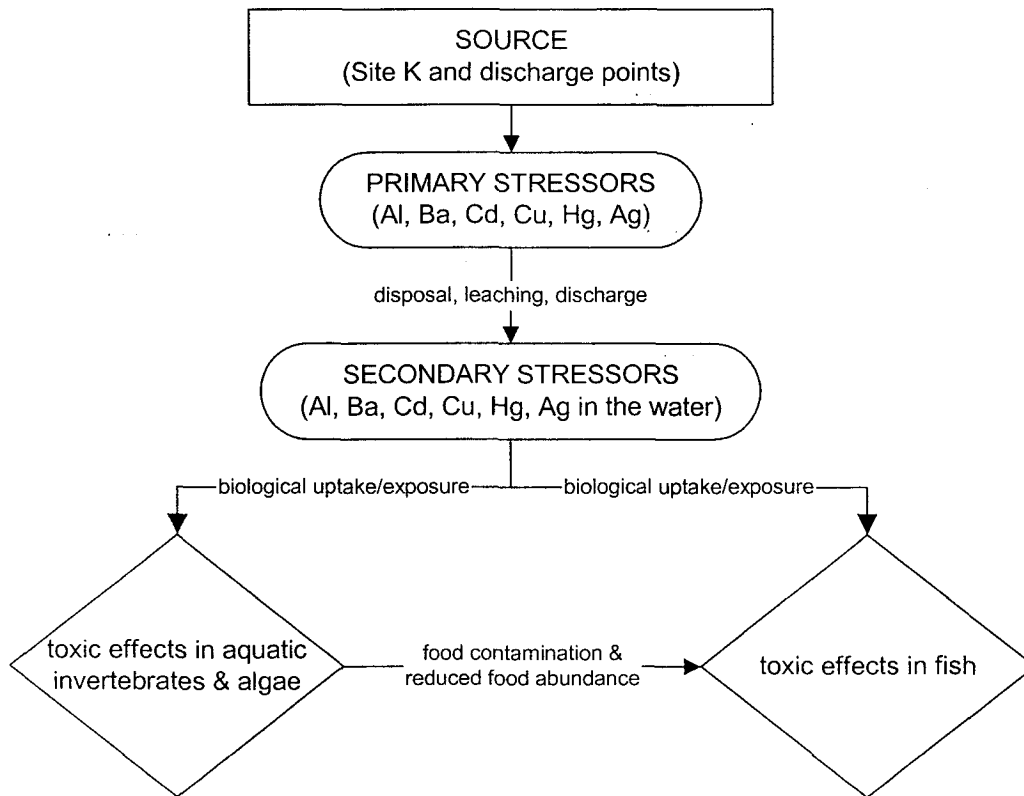 SOURCE
(Site K and discharge points)
PRIMARY STRESSORS
(Al, Ba, Cd, Cu, Hg, Ag)
disposal, leaching, discharge
SECONDARY STRESSORS
(Al, Ba, Cd, Cu, Hg, Ag in the water)
biological uptake/exposure
biological uptake/exposure
toxic effects in aquatic
invertebrates & algae
food contamination &
reduced food abundance
toxic effects in fish